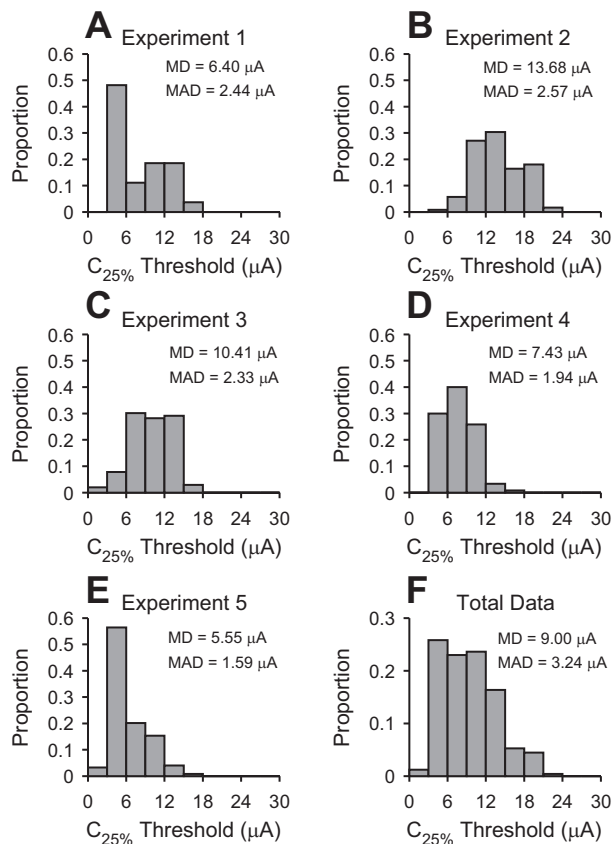 A
Experiment 1
MD = 6.40 μA
MAD = 2.44 μA
Proportion
0.6
0.5
0.4
0.3
0.2
0.1
0
0 6 12 18 24 30
C25% Threshold (μA)
B
Experiment 2
MD = 13.68 μA
MAD = 2.57 μA
Proportion
0.6
0.5
0.4
0.3
0.2
0.1
0
0 6 12 18 24 30
C25% Threshold (μA)
C
Experiment 3
MD = 10.41 μA
MAD = 2.33 μA
Proportion
0.6
0.5
0.4
0.3
0.2
0.1
0
0 6 12 18 24 30
C25% Threshold (μA)
D
Experiment 4
MD = 7.43 μA
MAD = 1.94 μA
Proportion
0.6
0.5
0.4
0.3
0.2
0.1
0
0 6 12 18 24 30
C25% Threshold (μA)
E
Experiment 5
MD = 5.55 μA
MAD = 1.59 μA
Proportion
0.6
0.5
0.4
0.3
0.2
0.1
0
0 6 12 18 24 30
C25% Threshold (μA)
F
Total Data
MD = 9.00 μA
MAD = 3.24 μA
Proportion
0.3
0.2
0.1
0
0 6 12 18 24 30
C25% Threshold (μA)